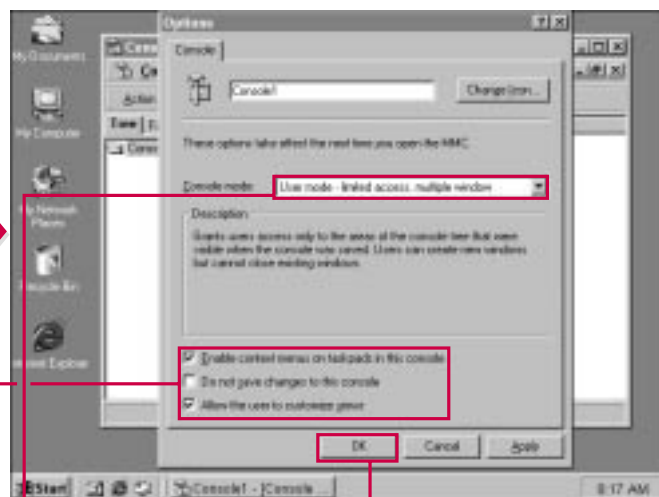 Options
My Documents
Console
Console1
Change Icon...
Action
Tree
These options take effect the next time you open the MMC.
My Computer
Console mode:
User mode - limited access, multiple window
Description
Grants users access only to the areas of the console tree that were
visible when the console was saved. Users can create new windows
but cannot close existing windows.
My Network
Places
Recycle Bin
Internet Explorer
Enable context menus on taskpads in this console
Do not save changes to this console
Allow the user to customize views
OK
Cancel
Apply
Start
Console1 - [Console ...
8:17 AM